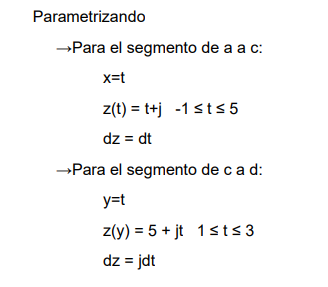 Parametrizando
→Para el segmento de a a c:
x=t
z(t) = t+j -1 ≤ t ≤ 5
dz = dt
→Para el segmento de c a d:
y=t
z(y) = 5 + jt 1 ≤ t ≤ 3
dz = jdt